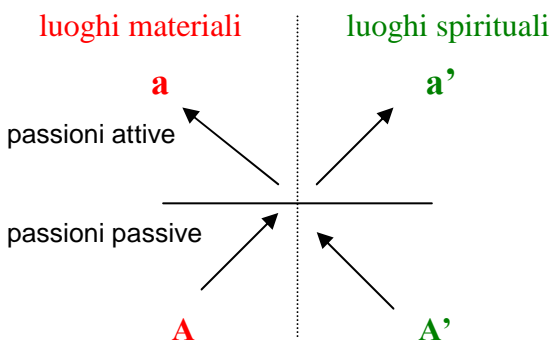 luoghi materiali luoghi spirituali
a a’
passioni attive
passioni passive
A A’